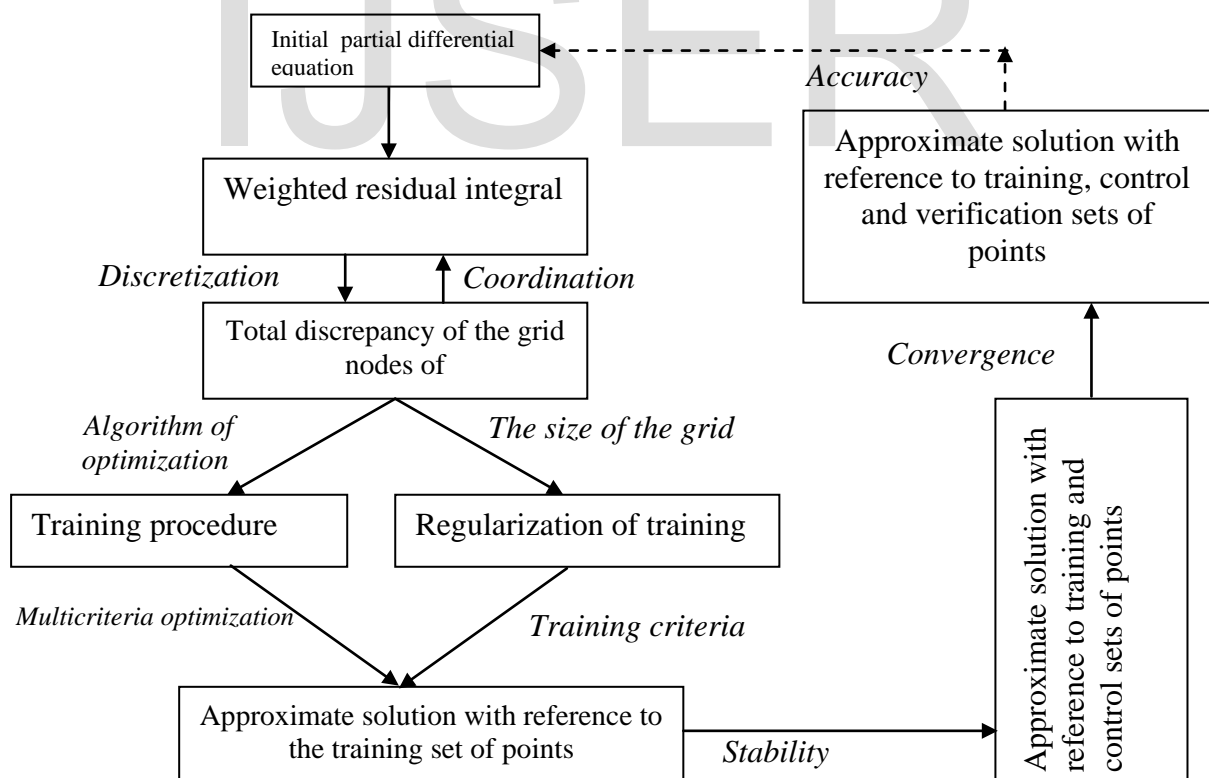 IJSER
Initial partial differential
equation
Accuracy
Approximate solution with
reference to training, control
and verification sets of
points
Weighted residual integral
Discretization
Coordination
Total discrepancy of the grid
nodes of
Convergence
Algorithm of
optimization
The size of the grid
Training procedure
Regularization of training
Approximate solution with
reference to training and
control sets of points
Multicriteria optimization
Training criteria
Approximate solution with reference to
the training set of points
Stability